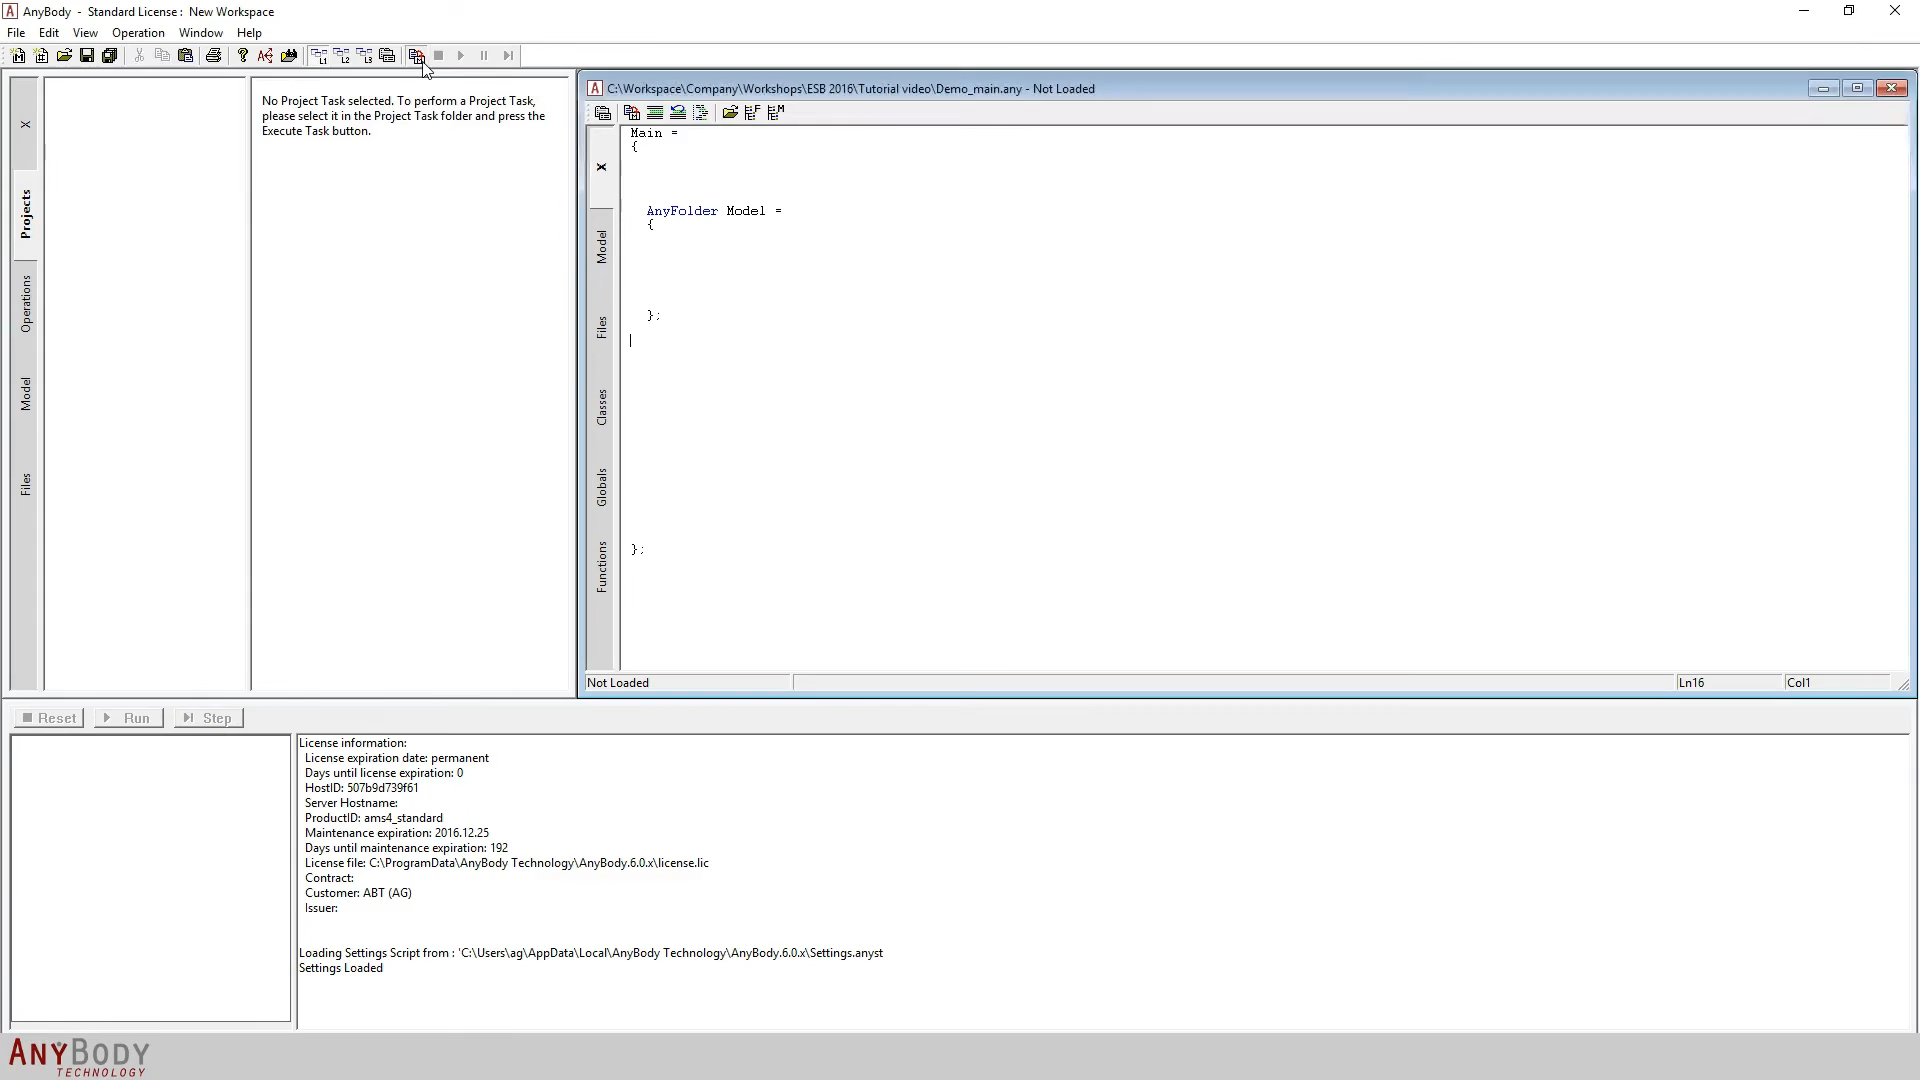 AnyBody - Standard License: New Workspace
File Edit View Operation Window Help
L1 L2 L3
X
Projects
Operations
Model
Files
No Project Task selected. To perform a Project Task,
please select it in the Project Task folder and press the
Execute Task button.
C:\Workspace\Company\Workshops\ESB 2016\Tutorial video\Demo_main.any - Not Loaded
F M
X
Model
Files
Classes
Globals
Functions
Main =
{
AnyFolder Model =
{
};
};
Not Loaded Ln16 Col1
Reset Run Step
License information:
License expiration date: permanent
Days until license expiration: 0
HostID: 507b9d739f61
Server Hostname:
ProductID: ams4_standard
Maintenance expiration: 2016.12.25
Days until maintenance expiration: 192
License file: C:\ProgramData\AnyBody Technology\AnyBody.6.0.x\license.lic
Contract:
Customer: ABT (AG)
Issuer:
Loading Settings Script from : 'C:\Users\ag\AppData\Local\AnyBody Technology\AnyBody.6.0.x\Settings.anyst
Settings Loaded
ANYBODY
TECHNOLOGY